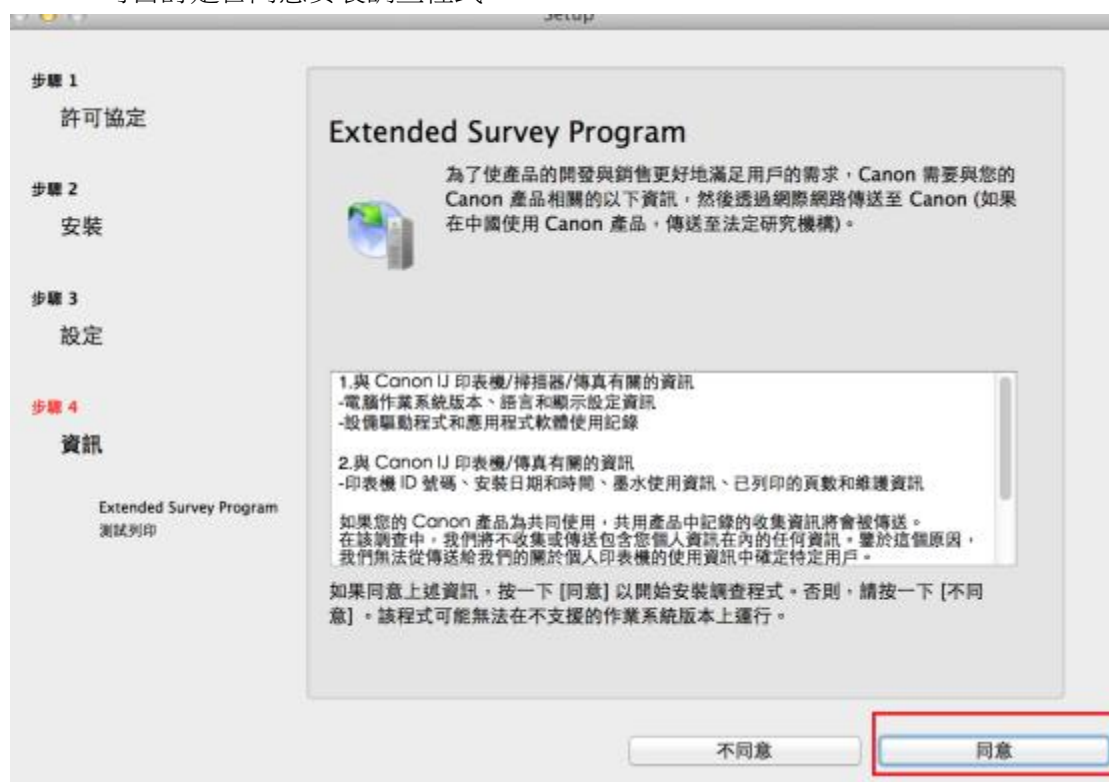 可自訂是否同意安裝調查程式
Setup
步驟 1
許可協定
步驟 2
安裝
步驟 3
設定
步驟 4
資訊
Extended Survey Program
測試列印
Extended Survey Program
為了使產品的開發與銷售更好地滿足用戶的需求，Canon 需要與您的
Canon 產品相關的以下資訊，然後透過網際網路傳送至 Canon (如果
在中國使用 Canon 產品，傳送至法定研究機構)。
1.與 Canon IJ 印表機/掃描器/傳真有關的資訊
-電腦作業系統版本、語言和顯示設定資訊
-設備驅動程式和應用程式軟體使用記錄
2.與 Canon IJ 印表機/傳真有關的資訊
-印表機 ID 號碼、安裝日期和時間、墨水使用資訊、已列印的頁數和維護資訊
如果您的 Canon 產品為共同使用，共用產品中記錄的收集資訊將會被傳送。
在該調查中，我們將不收集或傳送包含您個人資訊在內的任何資訊。鑒於這個原因，
我們無法從傳送給我們的關於個人印表機的使用資訊中確定特定用戶。
如果同意上述資訊，按一下 [同意] 以開始安裝調查程式。否則，請按一下 [不同
意] 。該程式可能無法在不支援的作業系統版本上運行。
不同意
同意